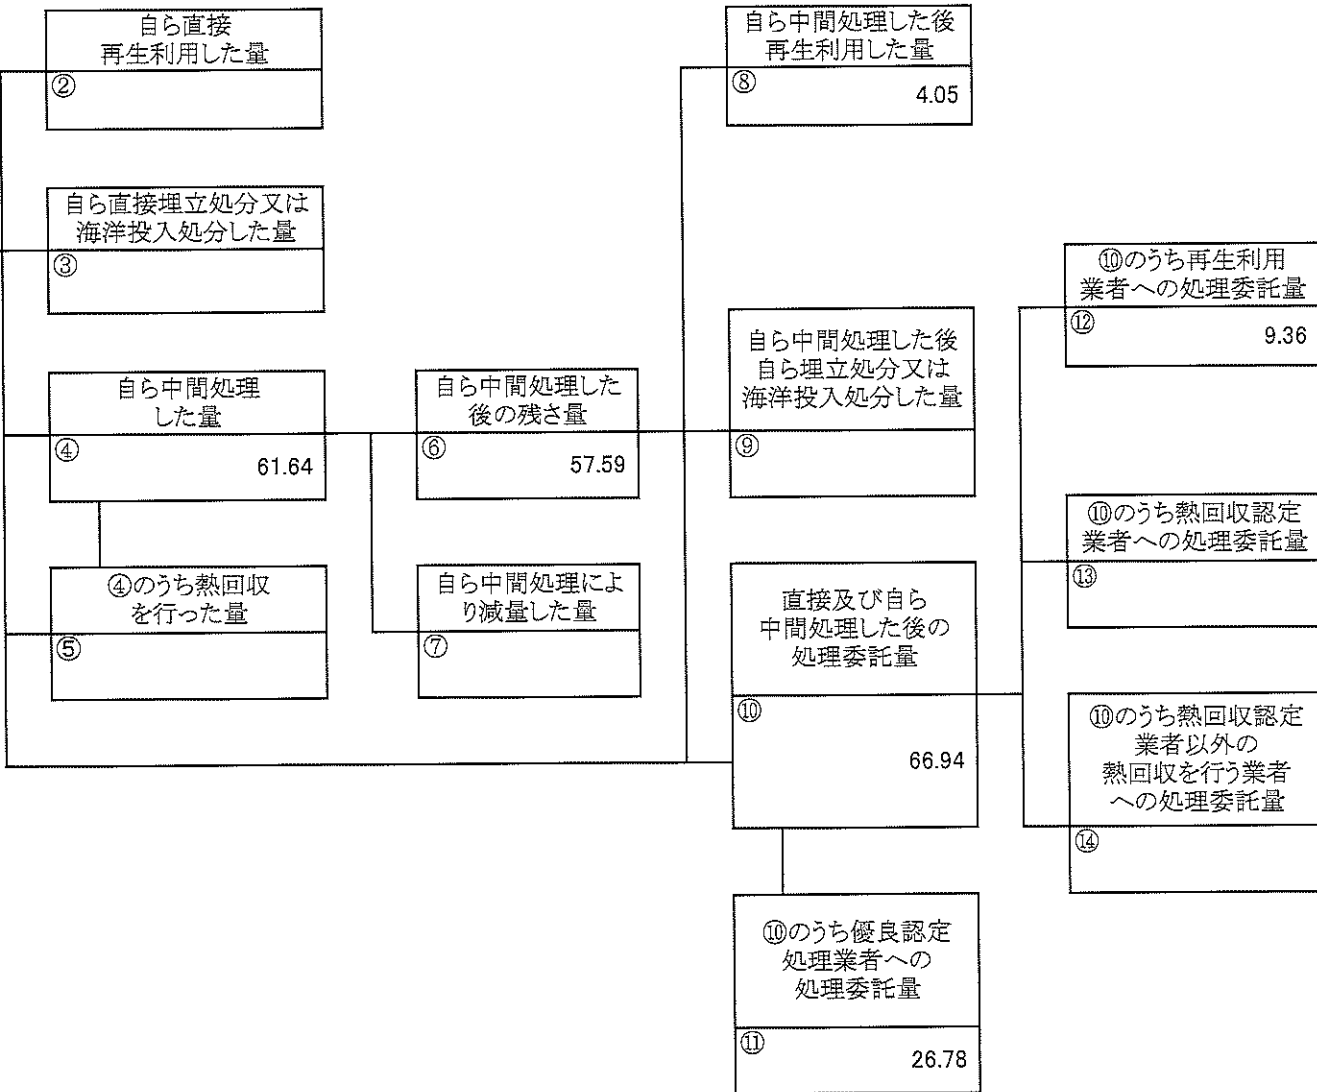 自ら直接
再生利用した量
②
自ら直接埋立処分又は
海洋投入処分した量
③
自ら中間処理
した量
④
61.64
④のうち熱回収
を行った量
⑤
自ら中間処理した
後の残さ量
⑥
57.59
自ら中間処理によ
り減量した量
⑦
自ら中間処理した後
再生利用した量
⑧
4.05
自ら中間処理した後
自ら埋立処分又は
海洋投入処分した量
⑨
直接及び自ら
中間処理した後の
処理委託量
⑩
66.94
⑩のうち優良認定
処理業者への
処理委託量
⑪
26.78
⑩のうち再生利用
業者への処理委託量
⑫
9.36
⑩のうち熱回収認定
業者への処理委託量
⑬
⑩のうち熱回収認定
業者以外の
熱回収を行う業者
への処理委託量
⑭